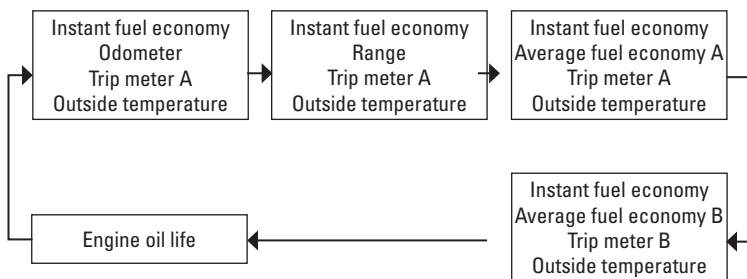 Instant fuel economy
Odometer
Trip meter A
Outside temperature
Instant fuel economy
Range
Trip meter A
Outside temperature
Instant fuel economy
Average fuel economy A
Trip meter A
Outside temperature
Instant fuel economy
Average fuel economy B
Trip meter B
Outside temperature
Engine oil life